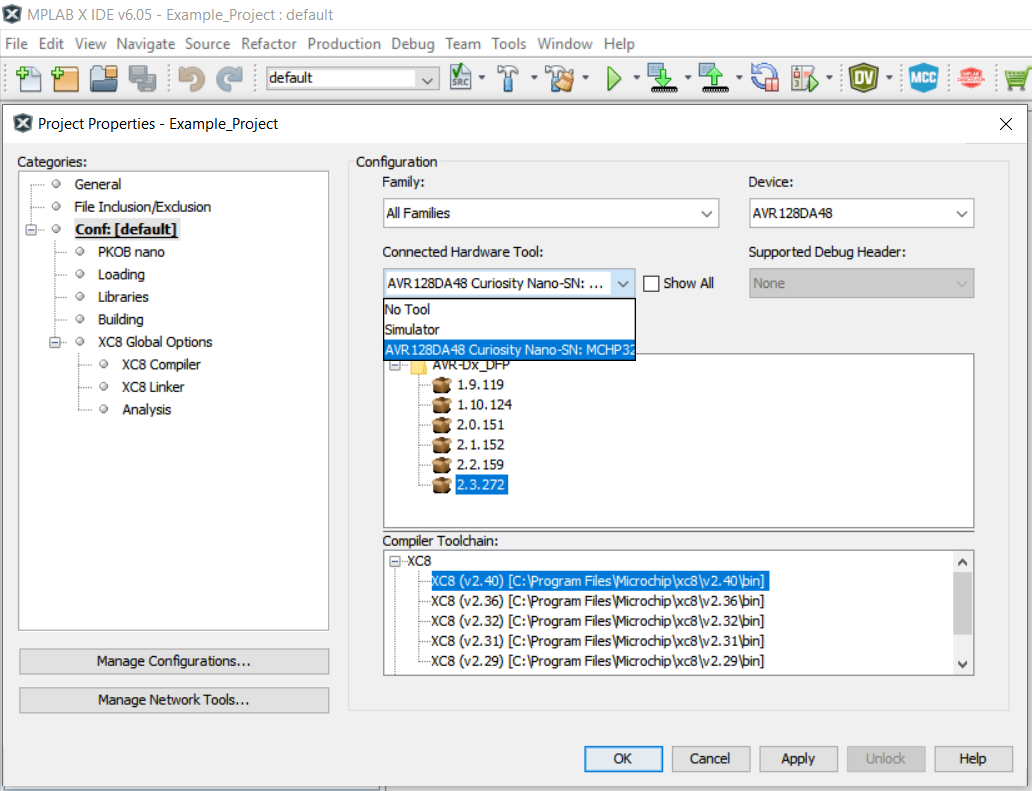 MPLAB X IDE v6.05 - Example_Project : default
File Edit View Navigate Source Refactor Production Debug Team Tools Window Help
default
SRC
DV
MCC
Project Properties - Example_Project
Categories:
General
File Inclusion/Exclusion
Conf: [default]
PKOB nano
Loading
Libraries
Building
XC8 Global Options
XC8 Compiler
XC8 Linker
Analysis
Manage Configurations...
Manage Network Tools...
Configuration
Family:
Device:
All Families
AVR128DA48
Connected Hardware Tool:
Supported Debug Header:
AVR128DA48 Curiosity Nano-SN: ...
Show All
None
No Tool
Simulator
AVR128DA48 Curiosity Nano-SN: MCHP32
AVR-Dx_DFP
1.9.119
1.10.124
2.0.151
2.1.152
2.2.159
2.3.272
Compiler Toolchain:
XC8
XC8 (v2.40) [C:\Program Files\Microchip\xc8\v2.40\bin]
XC8 (v2.36) [C:\Program Files\Microchip\xc8\v2.36\bin]
XC8 (v2.32) [C:\Program Files\Microchip\xc8\v2.32\bin]
XC8 (v2.31) [C:\Program Files\Microchip\xc8\v2.31\bin]
XC8 (v2.29) [C:\Program Files\Microchip\xc8\v2.29\bin]
OK Cancel Apply Unlock Help